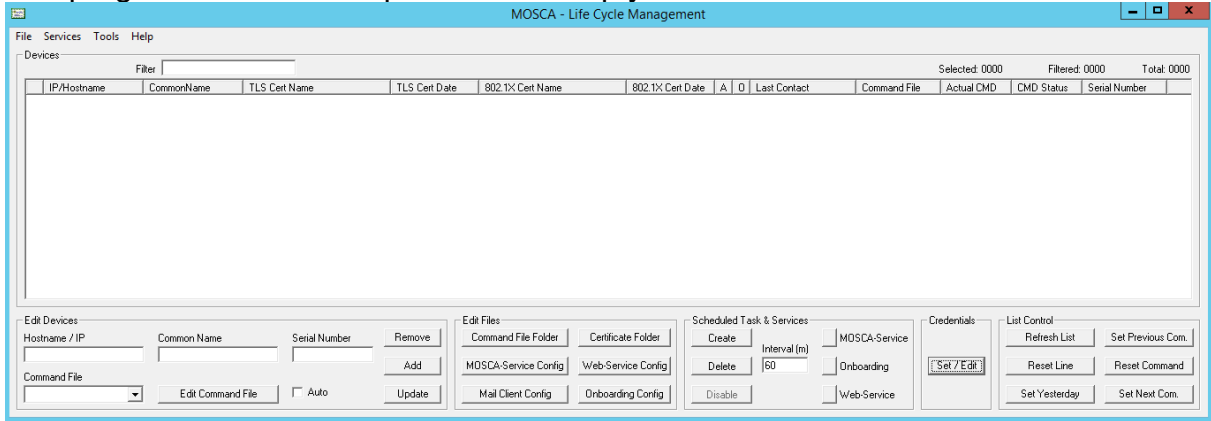 MOSCA - Life Cycle Management
File Services Tools Help
Devices
Filter Selected: 0000 Filtered: 0000 Total: 0000
IP/Hostname CommonName TLS Cert Name TLS Cert Date 802.1X Cert Name 802.1X Cert Date A O Last Contact Command File Actual CMD CMD Status Serial Number
Edit Devices Edit Files Scheduled Task & Services Credentials List Control
Hostname / IP Common Name Serial Number Remove Command File Folder Certificate Folder Create Interval (m) MOSCA-Service Refresh List Set Previous Com.
Add MOSCA-Service Config Web-Service Config Delete 60 Onboarding Set / Edit Reset Line Reset Command
Command File Edit Command File Auto Update Mail Client Config Onboarding Config Disable Web-Service Set Yesterday Set Next Com.